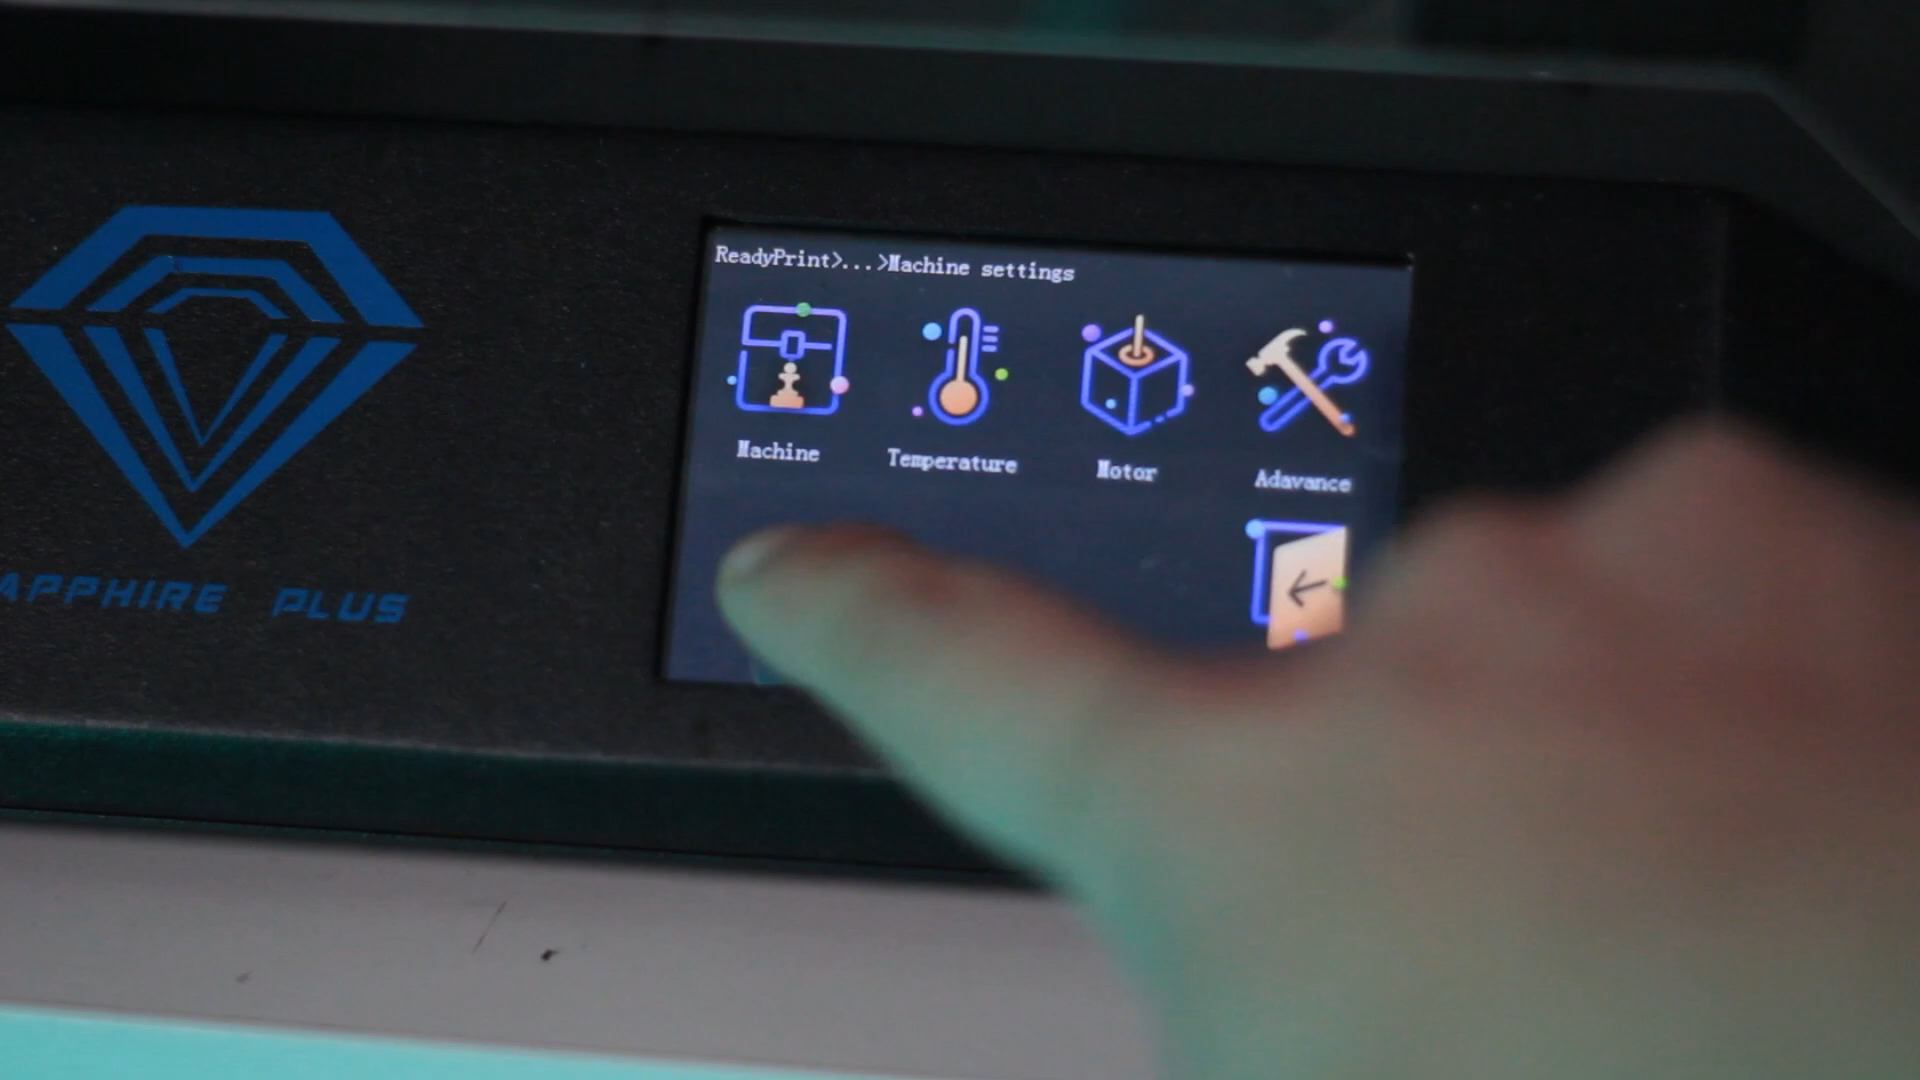 ReadyPrint>...>Machine settings
Machine
Temperature
Motor
Adavance
APPHIRE PLUS